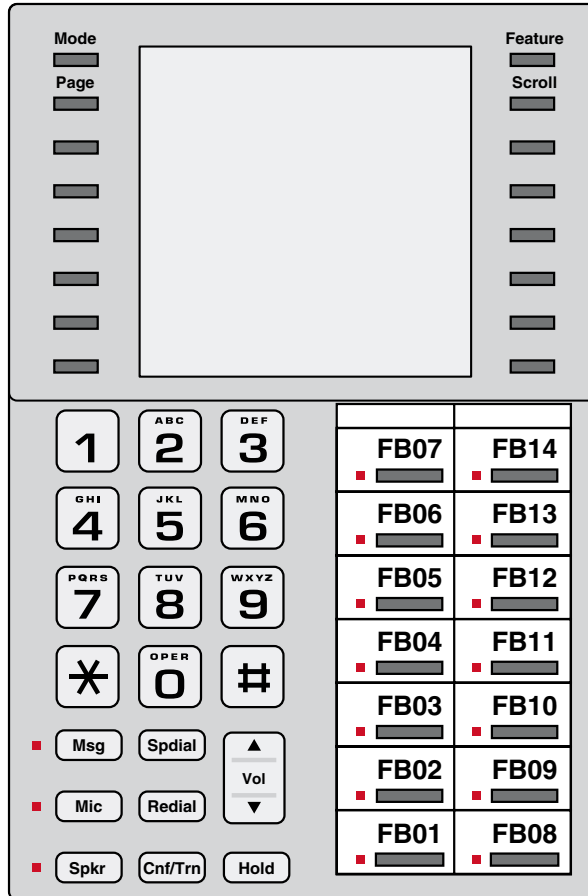 Mode Feature
Page Scroll
ABC DEF
1 2 3
GHI JKL MNO
4 5 6
PQRS TUV WXYZ
7 8 9
OPER
* 0 #
Msg Spdial
Vol
Mic Redial
Spkr Cnf/Trn Hold
FB07 FB14
FB06 FB13
FB05 FB12
FB04 FB11
FB03 FB10
FB02 FB09
FB01 FB08